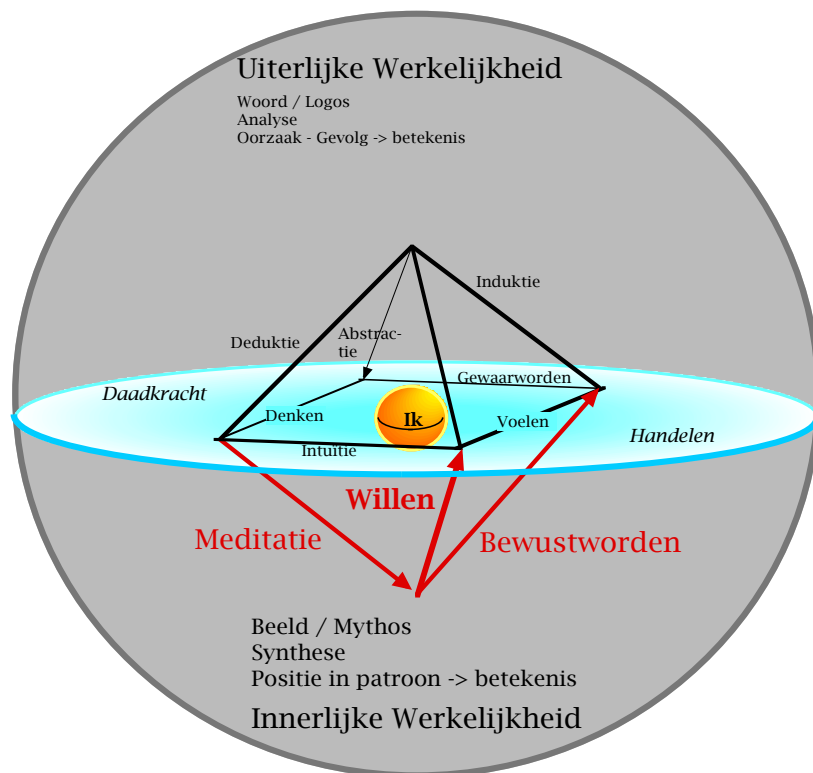 Uiterlijke Werkelijkheid
Woord / Logos
Analyse
Oorzaak - Gevolg -> betekenis
Induktie
Deduktie
Abstrac-
tie
Gewaarworden
Daadkracht
Denken
Ik
Voelen
Handelen
Intuïtie
Willen
Meditatie
Bewustworden
Beeld / Mythos
Synthese
Positie in patroon -> betekenis
Innerlijke Werkelijkheid